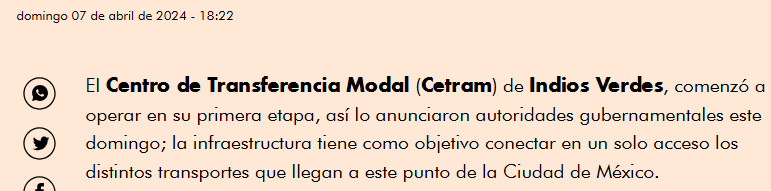 domingo 07 de abril de 2024 - 18:22
El Centro de Transferencia Modal (Cetram) de Indios Verdes, comenzó a
operar en su primera etapa, así lo anunciaron autoridades gubernamentales este
domingo; la infraestructura tiene como objetivo conectar en un solo acceso los
distintos transportes que llegan a este punto de la Ciudad de México.